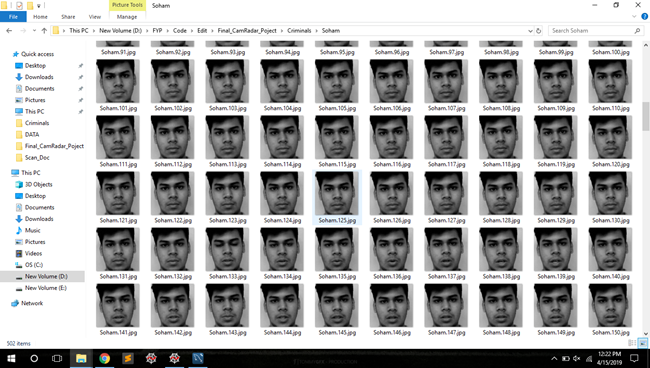 Picture Tools Soham
File Home Share View Manage
This PC New Volume (D:) FYP Code Edit Final_CamRadar_Poject Criminals Soham Search Soham
Quick access
Desktop
Downloads
Documents
Pictures
This PC
Criminals
DATA
Final_CamRadar_Poject
Scan_Doc
This PC
3D Objects
Desktop
Documents
Downloads
Music
Pictures
Videos
OS (C:)
New Volume (D:)
New Volume (E:)
Network
Soham.91.jpg Soham.92.jpg Soham.93.jpg Soham.94.jpg Soham.95.jpg Soham.96.jpg Soham.97.jpg Soham.98.jpg Soham.99.jpg Soham.100.jpg
Soham.101.jpg Soham.102.jpg Soham.103.jpg Soham.104.jpg Soham.105.jpg Soham.106.jpg Soham.107.jpg Soham.108.jpg Soham.109.jpg Soham.110.jpg
Soham.111.jpg Soham.112.jpg Soham.113.jpg Soham.114.jpg Soham.115.jpg Soham.116.jpg Soham.117.jpg Soham.118.jpg Soham.119.jpg Soham.120.jpg
Soham.121.jpg Soham.122.jpg Soham.123.jpg Soham.124.jpg Soham.125.jpg Soham.126.jpg Soham.127.jpg Soham.128.jpg Soham.129.jpg Soham.130.jpg
Soham.131.jpg Soham.132.jpg Soham.133.jpg Soham.134.jpg Soham.135.jpg Soham.136.jpg Soham.137.jpg Soham.138.jpg Soham.139.jpg Soham.140.jpg
Soham.141.jpg Soham.142.jpg Soham.143.jpg Soham.144.jpg Soham.145.jpg Soham.146.jpg Soham.147.jpg Soham.148.jpg Soham.149.jpg Soham.150.jpg
502 items
12:22 PM
4/15/2019